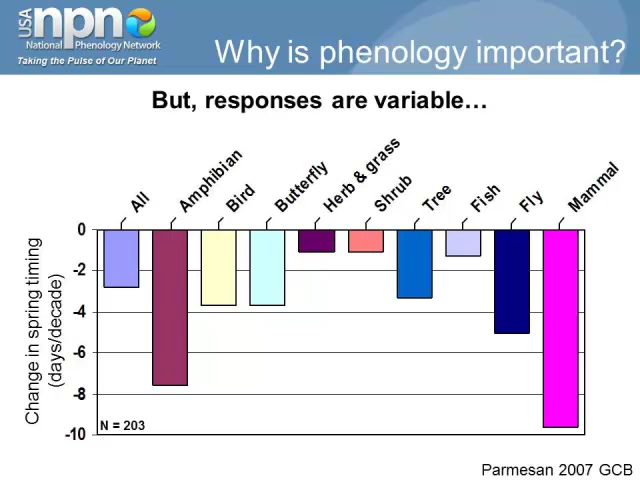 USA
npn
National Phenology Network
Taking the Pulse of Our Planet
Why is phenology important?
But, responses are variable…
All
Amphibian
Bird
Butterfly
Herb & grass
Shrub
Tree
Fish
Fly
Mammal
Change in spring timing
(days/decade)
0
-2
-4
-6
-8
-10
N = 203
Parmesan 2007 GCB